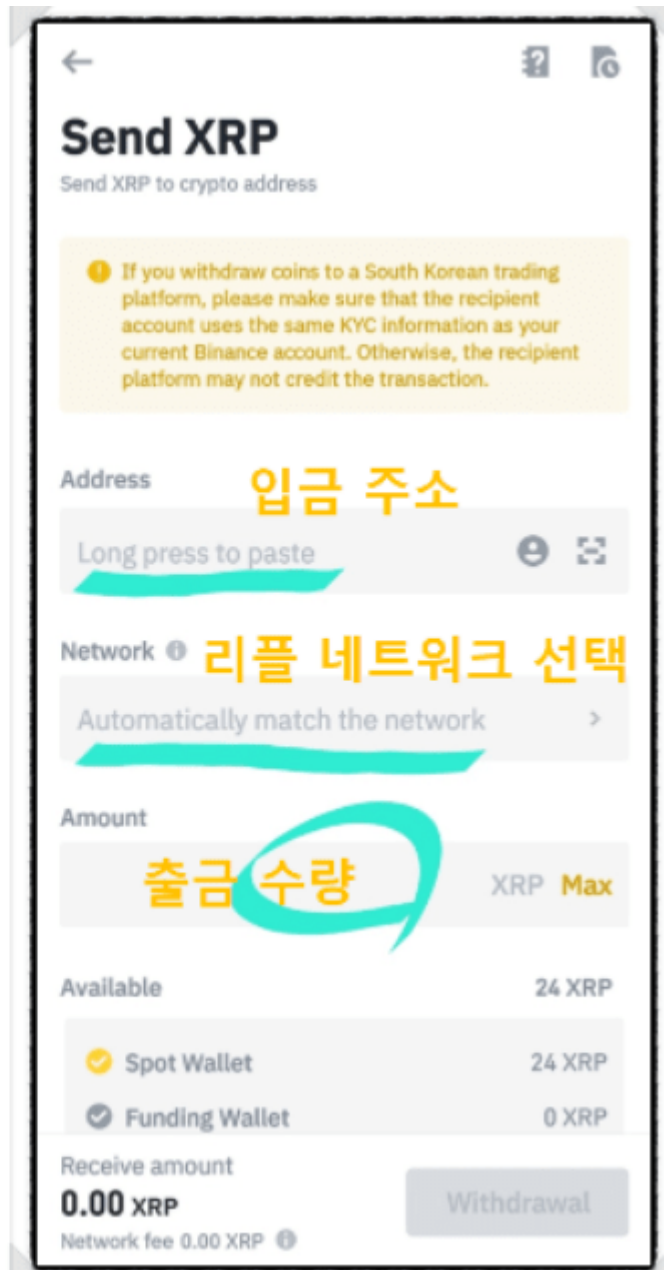 Send XRP
Send XRP to crypto address
If you withdraw coins to a South Korean trading
platform, please make sure that the recipient
account uses the same KYC information as your
current Binance account. Otherwise, the recipient
platform may not credit the transaction.
Address 입금 주소
Long press to paste
Network 리플 네트워크 선택
Automatically match the network
Amount
출금 수량 XRP Max
Available 24 XRP
Spot Wallet 24 XRP
Funding Wallet 0 XRP
Receive amount
0.00 XRP Withdrawal
Network fee 0.00 XRP